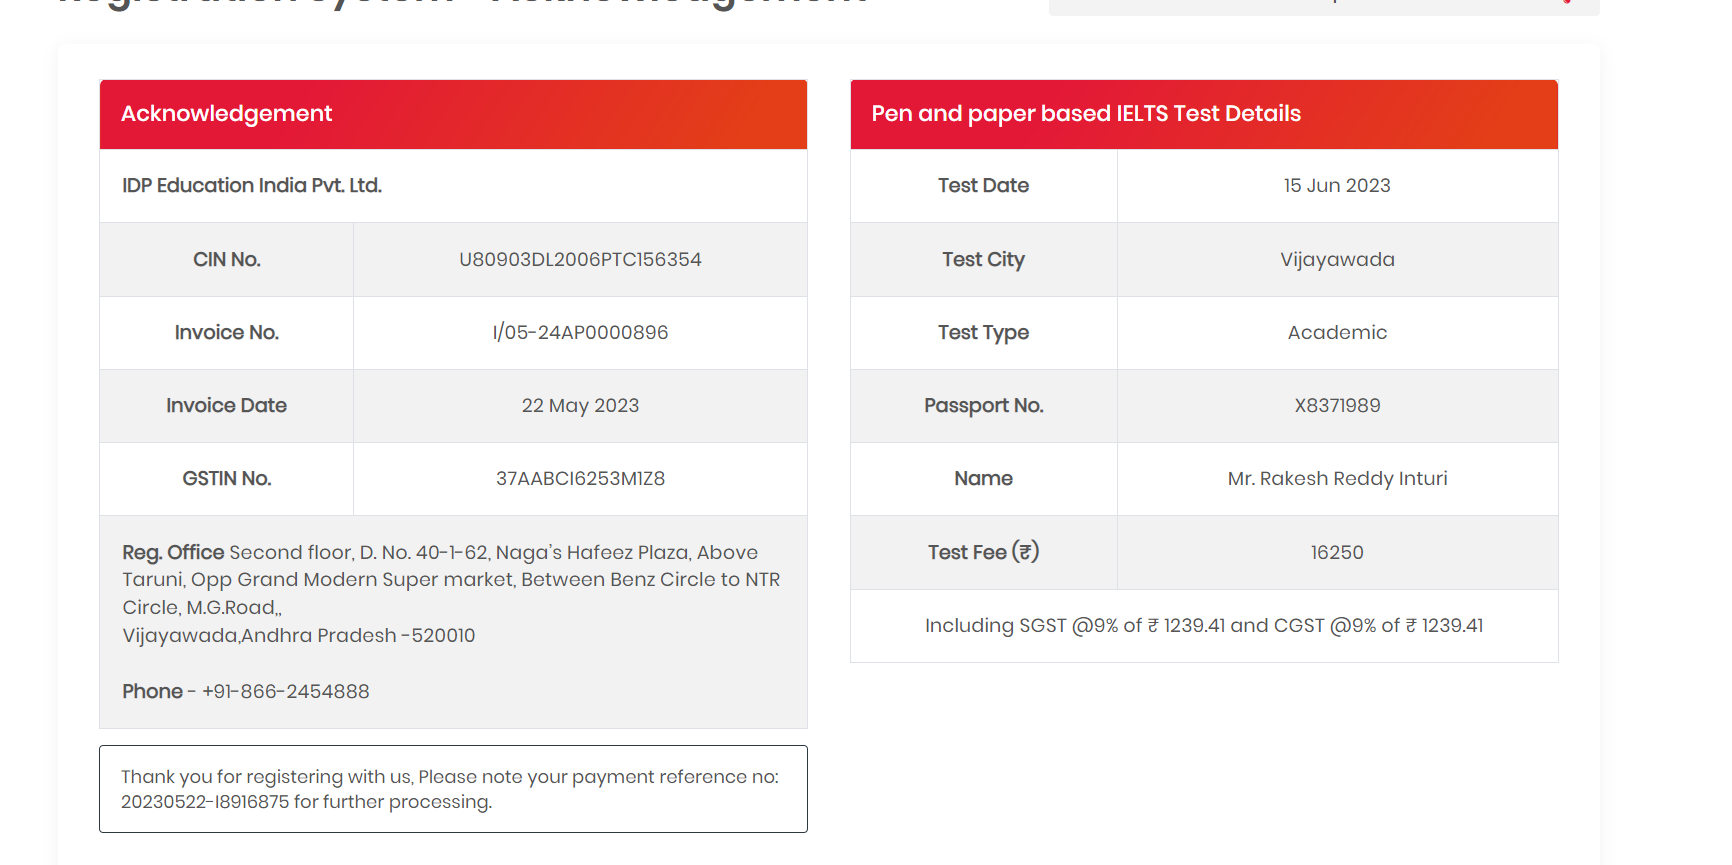 Registration System - Acknowledgement
Acknowledgement
IDP Education India Pvt. Ltd.
CIN No. U80903DL2006PTC156354
Invoice No. I/05-24AP0000896
Invoice Date 22 May 2023
GSTIN No. 37AABCI6253M1Z8
Reg. Office Second floor, D. No. 40-1-62, Naga's Hafeez Plaza, Above
Taruni, Opp Grand Modern Super market, Between Benz Circle to NTR
Circle, M.G.Road,,
Vijayawada,Andhra Pradesh -520010
Phone - +91-866-2454888
Thank you for registering with us, Please note your payment reference no:
20230522-I8916875 for further processing.
Pen and paper based IELTS Test Details
Test Date 15 Jun 2023
Test City Vijayawada
Test Type Academic
Passport No. X8371989
Name Mr. Rakesh Reddy Inturi
Test Fee (₹) 16250
Including SGST @9% of ₹ 1239.41 and CGST @9% of ₹ 1239.41